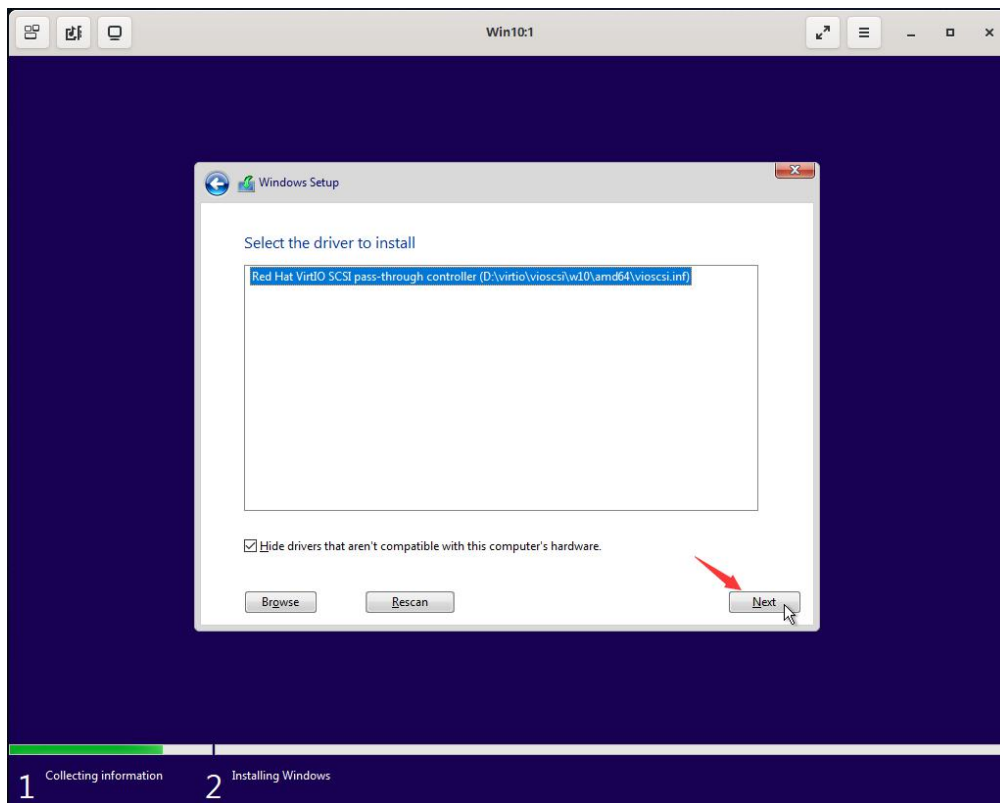 Win10:1
Windows Setup
Select the driver to install
Red Hat VirtIO SCSI pass-through controller (D:\virtio\vioscsi\w10\amd64\vioscsi.inf)
Hide drivers that aren't compatible with this computer's hardware.
Browse Rescan Next
1 Collecting information 2 Installing Windows